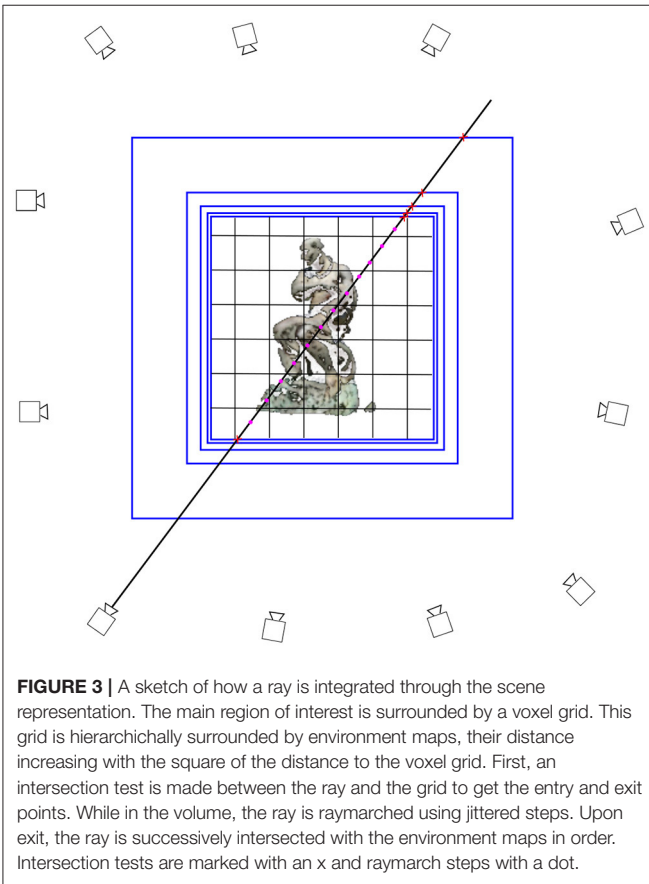 FIGURE 3 | A sketch of how a ray is integrated through the scene
representation. The main region of interest is surrounded by a voxel grid. This
grid is hierarchichally surrounded by environment maps, their distance
increasing with the square of the distance to the voxel grid. First, an
intersection test is made between the ray and the grid to get the entry and exit
points. While in the volume, the ray is raymarched using jittered steps. Upon
exit, the ray is successively intersected with the environment maps in order.
Intersection tests are marked with an x and raymarch steps with a dot.